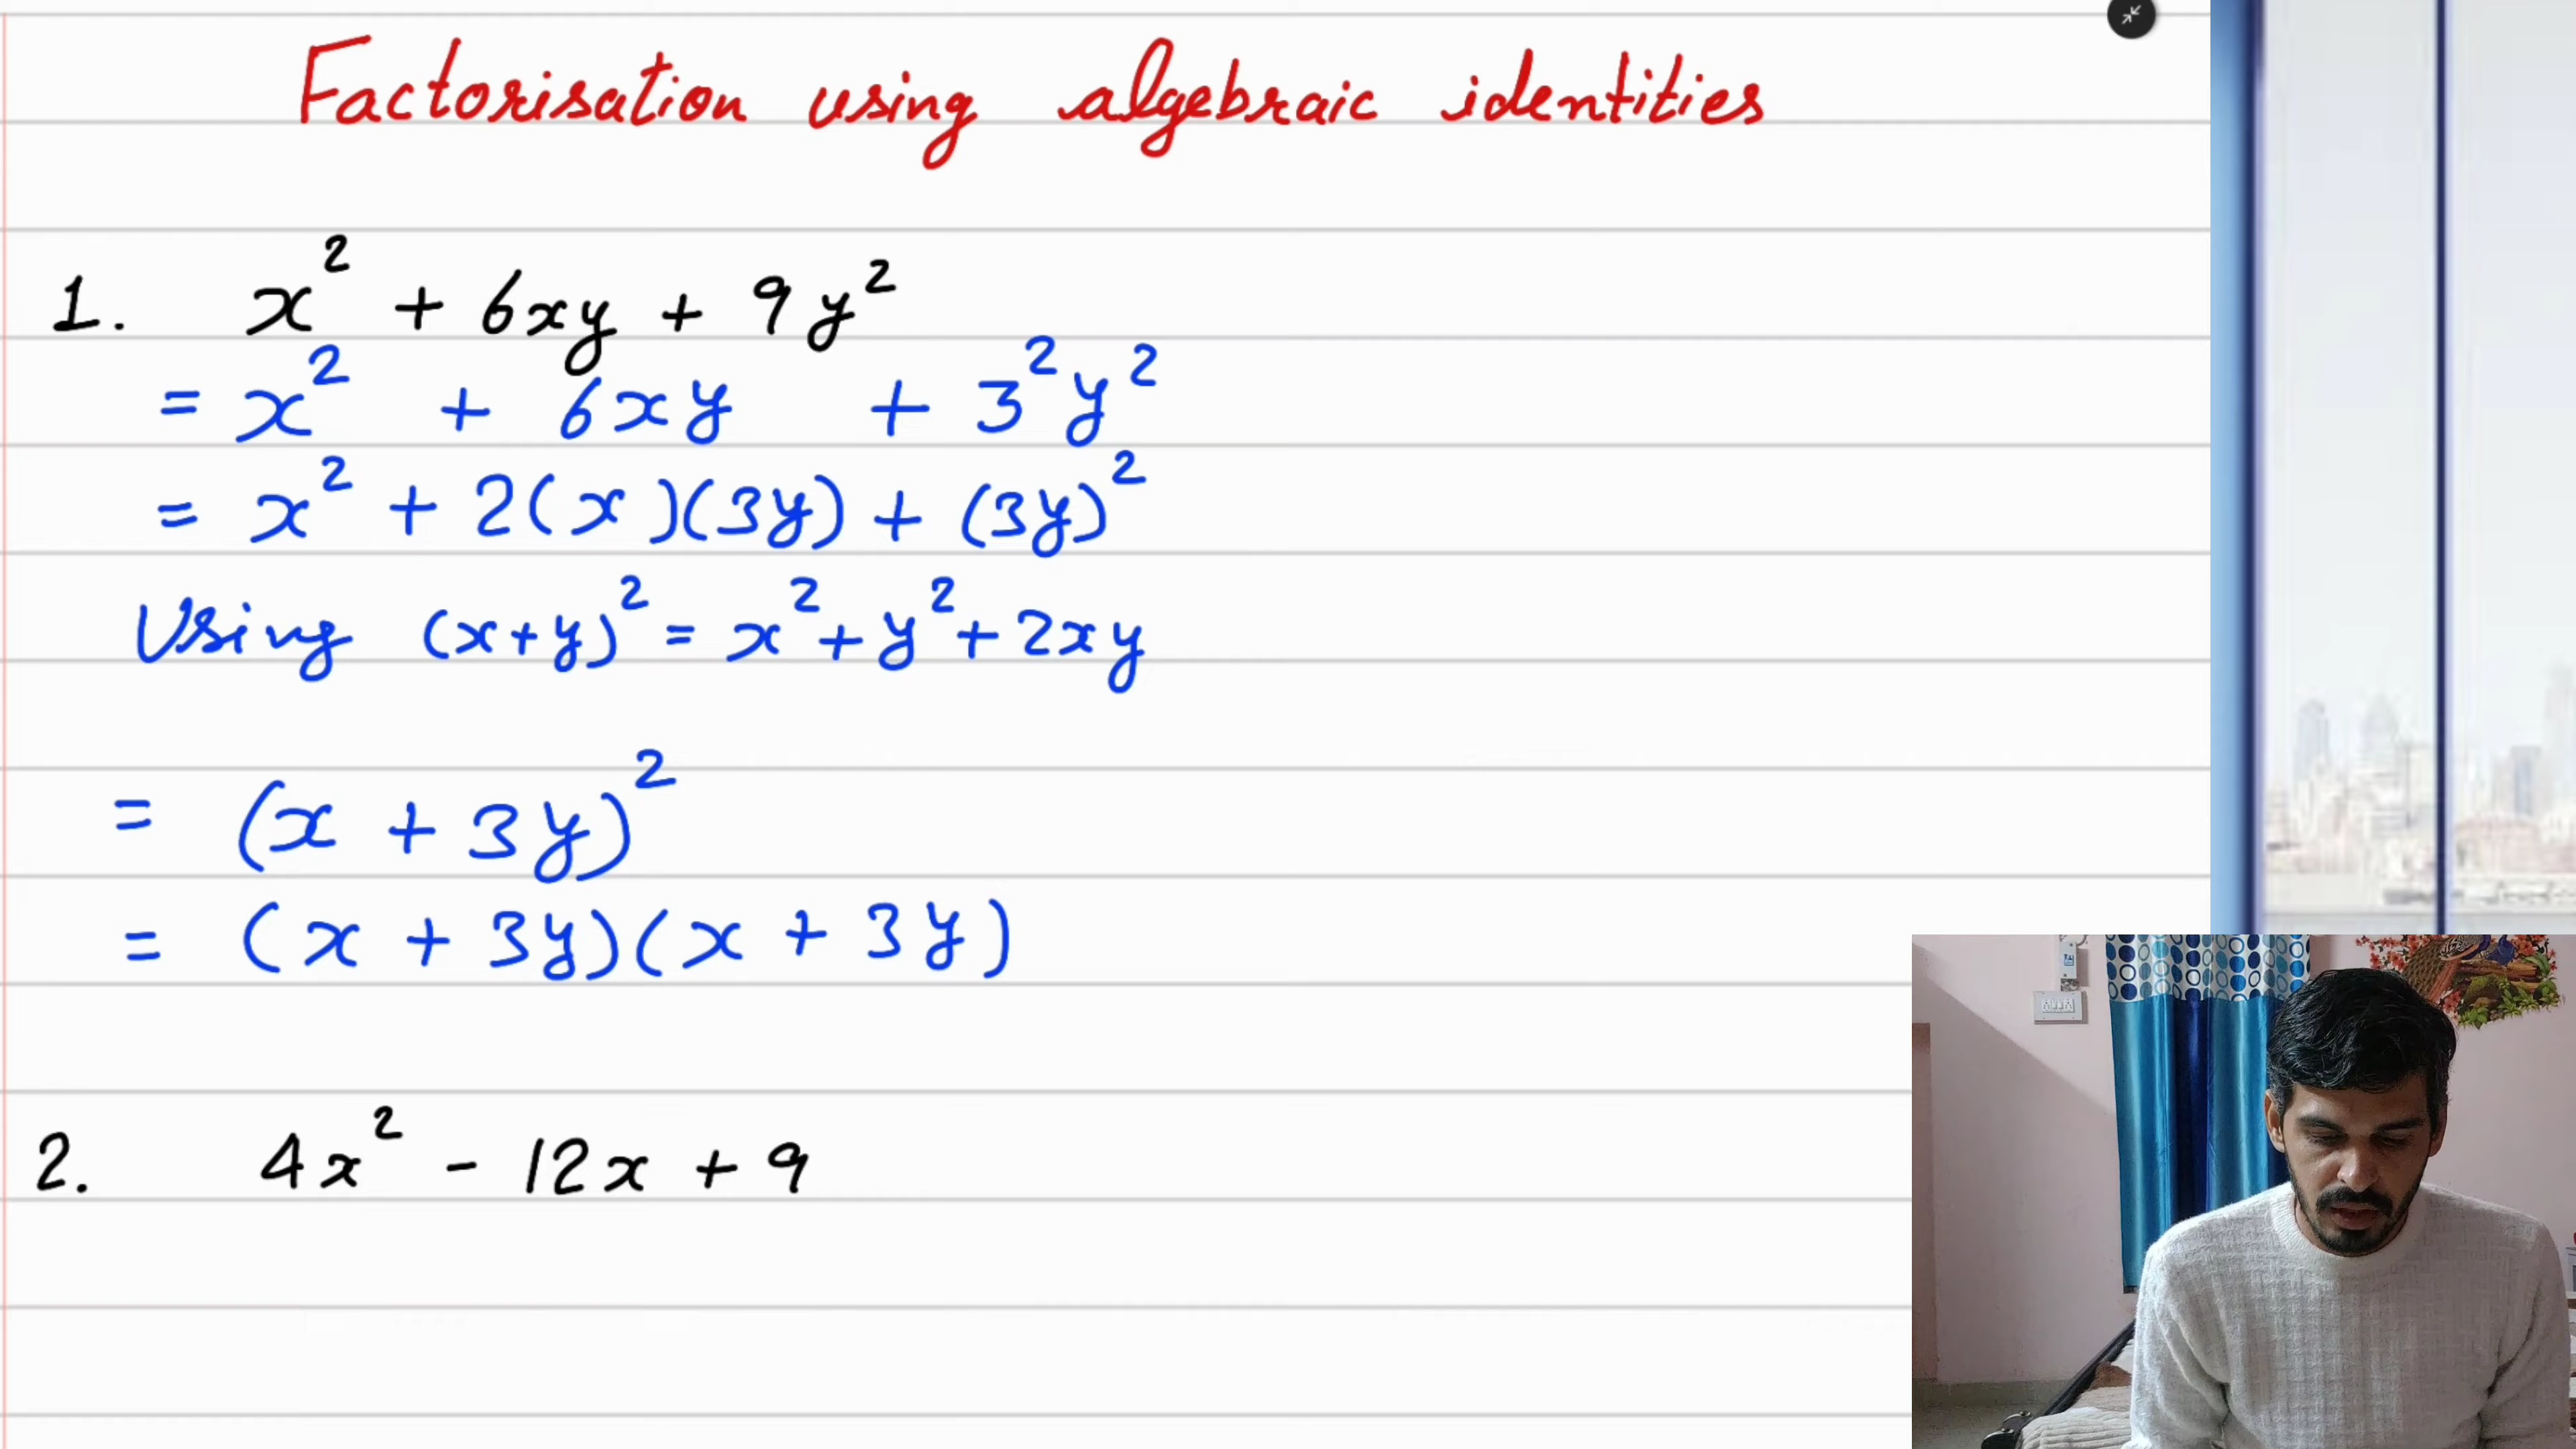 Factorisation using algebraic identities
1. x² + 6xy + 9y²
= x² + 6xy + 3²y²
= x² + 2(x)(3y) + (3y)²
Using (x+y)² = x² + y² + 2xy
= (x + 3y)²
= (x + 3y)(x + 3y)
2. 4x² - 12x + 9